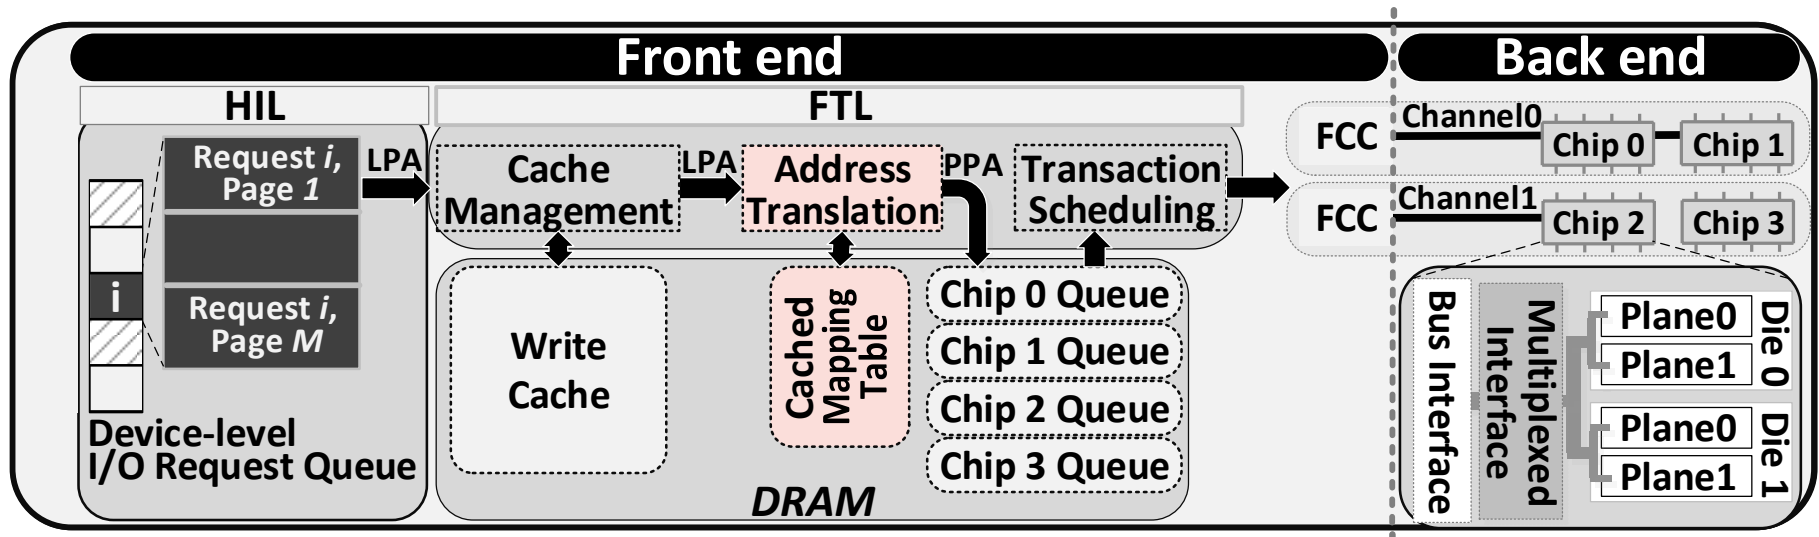 Front end
Back end
HIL
FTL
Request i,
Page 1
Request i,
Page M
i
Device-level
I/O Request Queue
LPA
Cache
Management
LPA
Address
Translation
PPA
Transaction
Scheduling
Write
Cache
Cached
Mapping
Table
Chip 0 Queue
Chip 1 Queue
Chip 2 Queue
Chip 3 Queue
DRAM
FCC
Channel0
Chip 0
Chip 1
FCC
Channel1
Chip 2
Chip 3
Bus Interface
Multiplexed
Interface
Plane0
Plane1
Die 0
Plane0
Plane1
Die 1